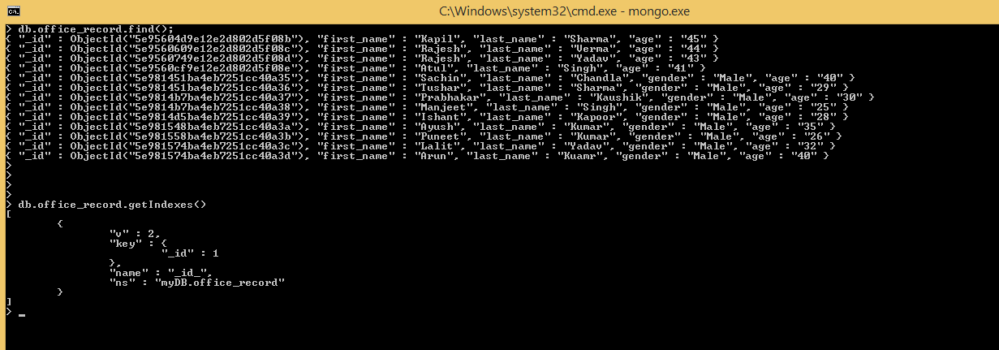 C:\Windows\system32\cmd.exe - mongo.exe
> db.office_record.find();
{ "_id" : ObjectId("5e95604d9e12e2d802d5f08b"), "first_name" : "Kapil", "last_name" : "Sharma", "age" : "45" }
{ "_id" : ObjectId("5e9560609e12e2d802d5f08c"), "first_name" : "Rajesh", "last_name" : "Verma", "age" : "44" }
{ "_id" : ObjectId("5e9560749e12e2d802d5f08d"), "first_name" : "Rajesh", "last_name" : "Yadav", "age" : "43" }
{ "_id" : ObjectId("5e9560cf9e12e2d802d5f08e"), "first_name" : "Atul", "last_name" : "Singh", "age" : "41" }
{ "_id" : ObjectId("5e981451ba4eb7251cc40a35"), "first_name" : "Sachin", "last_name" : "Chandla", "gender" : "Male", "age" : "40" }
{ "_id" : ObjectId("5e981451ba4eb7251cc40a36"), "first_name" : "Tushar", "last_name" : "Sharma", "gender" : "Male", "age" : "29" }
{ "_id" : ObjectId("5e9814b7ba4eb7251cc40a37"), "first_name" : "Prabhakar", "last_name" : "Kaushik", "gender" : "Male", "age" : "30" }
{ "_id" : ObjectId("5e9814b7ba4eb7251cc40a38"), "first_name" : "Manjeet", "last_name" : "Singh", "gender" : "Male", "age" : "25" }
{ "_id" : ObjectId("5e9814d5ba4eb7251cc40a39"), "first_name" : "Ishant", "last_name" : "Kapoor", "gender" : "Male", "age" : "28" }
{ "_id" : ObjectId("5e981548ba4eb7251cc40a3a"), "first_name" : "Ayush", "last_name" : "Kumar", "gender" : "Male", "age" : "35" }
{ "_id" : ObjectId("5e981558ba4eb7251cc40a3b"), "first_name" : "Puneet", "last_name" : "Kumar", "gender" : "Male", "age" : "26" }
{ "_id" : ObjectId("5e981574ba4eb7251cc40a3c"), "first_name" : "Lalit", "last_name" : "Yadav", "gender" : "Male", "age" : "32" }
{ "_id" : ObjectId("5e981574ba4eb7251cc40a3d"), "first_name" : "Arun", "last_name" : "Kuamr", "gender" : "Male", "age" : "40" }
>
>
>
>
> db.office_record.getIndexes()
[
{
"v" : 2,
"key" : {
"_id" : 1
},
"name" : "_id_",
"ns" : "myDB.office_record"
}
]
> _